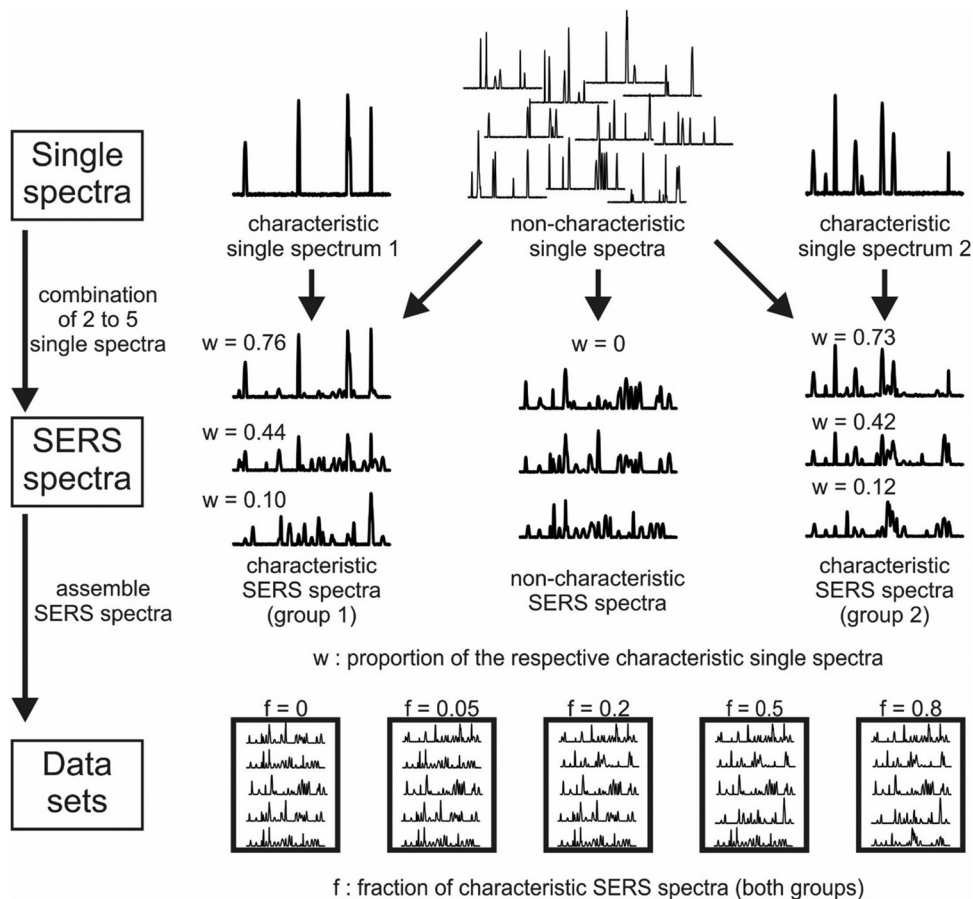 Single
spectra
characteristic
single spectrum 1
non-characteristic
single spectra
characteristic
single spectrum 2
combination
of 2 to 5
single spectra
w = 0.76
w = 0
w = 0.73
SERS
spectra
w = 0.44
w = 0.42
w = 0.10
w = 0.12
characteristic
SERS spectra
(group 1)
non-characteristic
SERS spectra
characteristic
SERS spectra
(group 2)
assemble
SERS spectra
w : proportion of the respective characteristic single spectra
f = 0
f = 0.05
f = 0.2
f = 0.5
f = 0.8
Data
sets
f : fraction of characteristic SERS spectra (both groups)